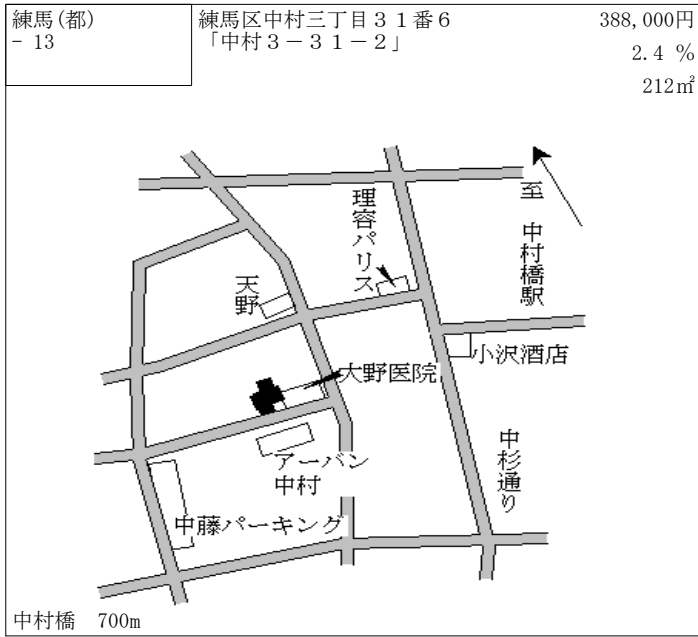 練馬(都)
- 13
練馬区中村三丁目３１番６
「中村３－３１－２」
388,000円
2.4 %
212㎡
至 中村橋駅
理容パリス
天野
小沢酒店
大野医院
アーバン
中村
中杉通り
中藤パーキング
中村橋 700m